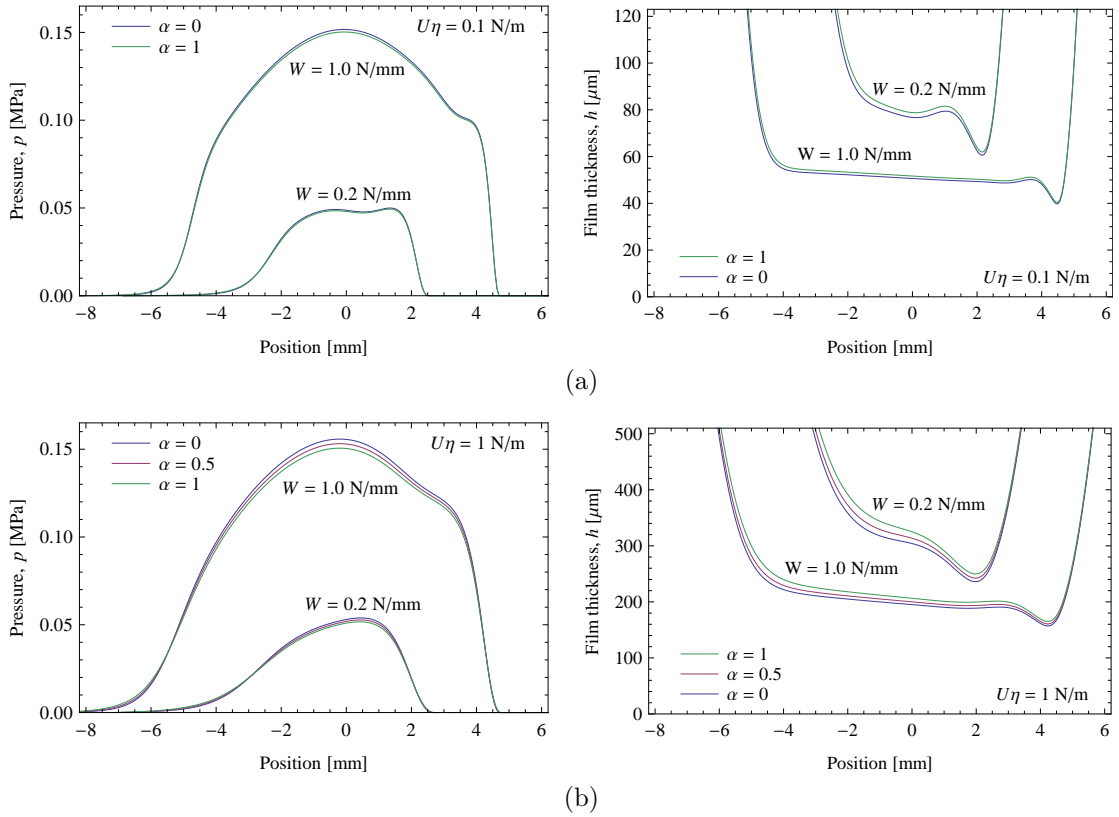 α = 0
α = 1
Uη = 0.1 N/m
W = 1.0 N/mm
W = 0.2 N/mm
Pressure, p [MPa]
0.15
0.10
0.05
0.00
−8 −6 −4 −2 0 2 4 6
Position [mm]
W = 0.2 N/mm
W = 1.0 N/mm
α = 1
α = 0
Uη = 0.1 N/m
Film thickness, h [μm]
120
100
80
60
40
20
0
−8 −6 −4 −2 0 2 4 6
Position [mm]
(a)
α = 0
α = 0.5
α = 1
Uη = 1 N/m
W = 1.0 N/mm
W = 0.2 N/mm
Pressure, p [MPa]
0.15
0.10
0.05
0.00
−8 −6 −4 −2 0 2 4 6
Position [mm]
W = 0.2 N/mm
W = 1.0 N/mm
α = 1
α = 0.5
α = 0
Uη = 1 N/m
Film thickness, h [μm]
500
400
300
200
100
0
−8 −6 −4 −2 0 2 4 6
Position [mm]
(b)